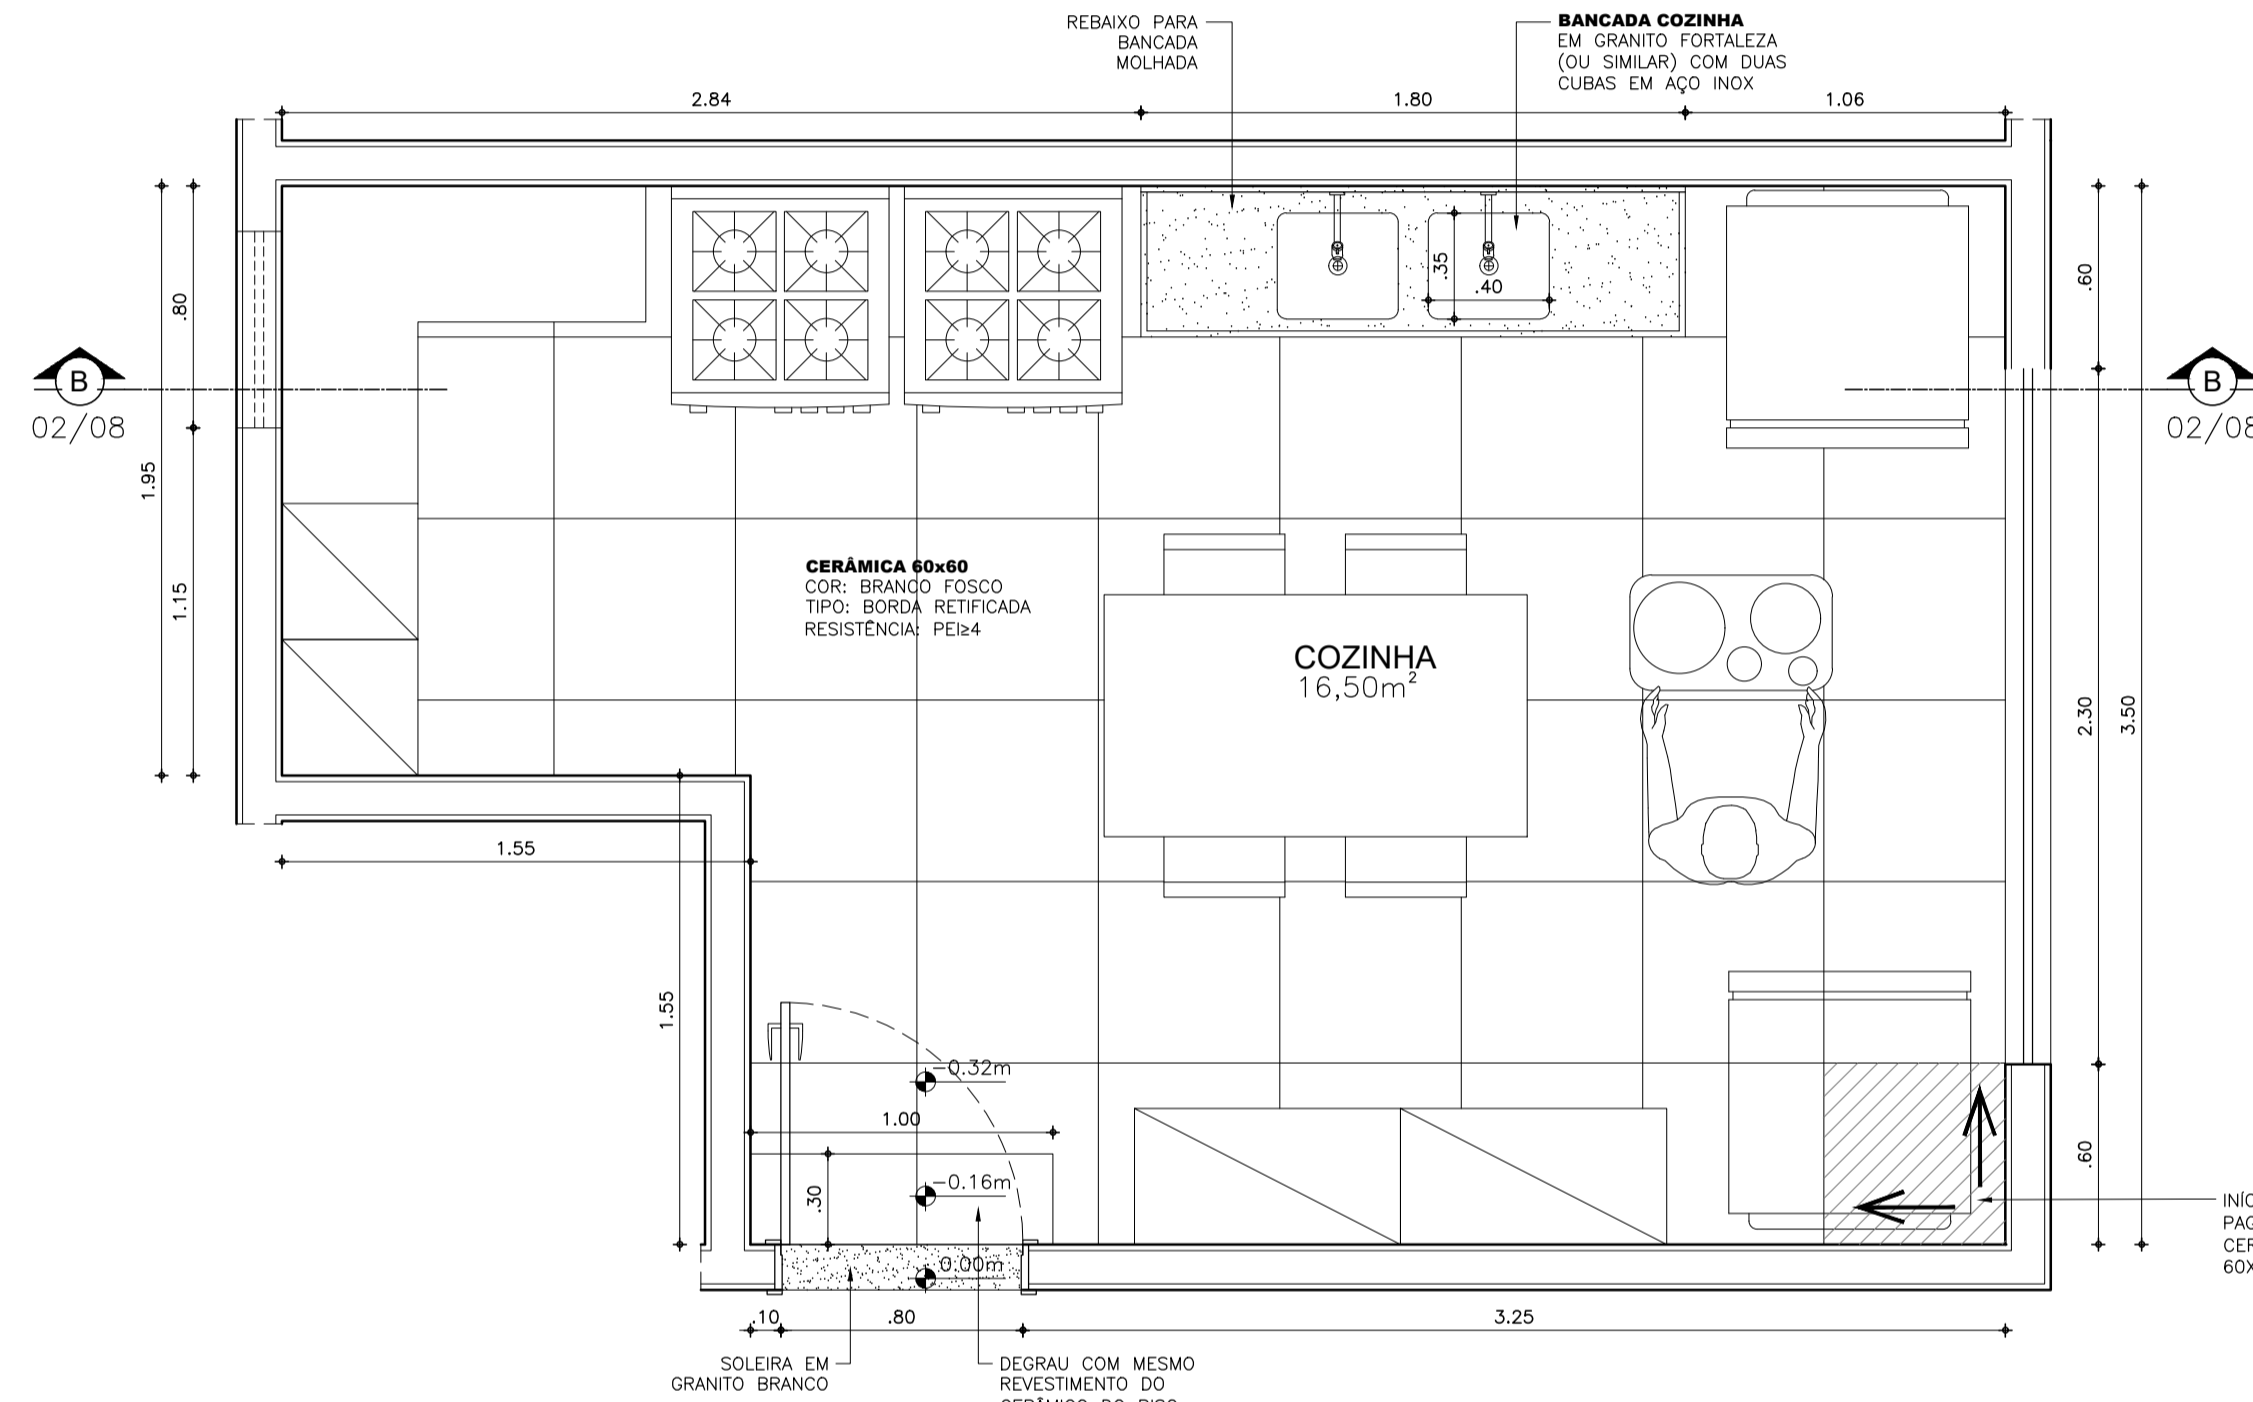 REBAIXO PARA
BANCADA
MOLHADA
BANCADA COZINHA
EM GRANITO FORTALEZA
(OU SIMILAR) COM DUAS
CUBAS EM AÇO INOX
2.84
1.80
1.06
.80
1.95
1.15
B
02/08
.35
.40
.60
B
02/08
CERÂMICA 60x60
COR: BRANCO FOSCO
TIPO: BORDA RETIFICADA
RESISTÊNCIA: PEI≥4
COZINHA
16,50m²
2.30
3.50
1.55
1.55
-0.32m
1.00
.30
-0.16m
0.00m
.60
INÍC
PAG
CER
60X
.10
.80
3.25
SOLEIRA EM
GRANITO BRANCO
DEGRAU COM MESMO
REVESTIMENTO DO